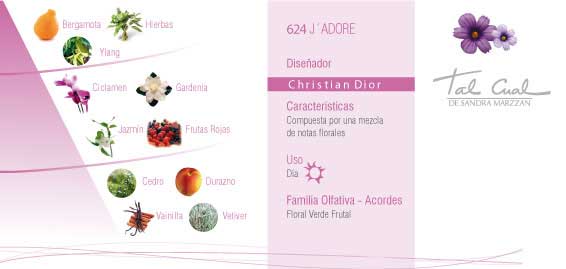 Bergamota
Hierbas
Ylang
Ciclamen
Gardenia
Jazmín
Frutas Rojas
Cedro
Durazno
Vainilla
Vetiver
624 J´ADORE
Diseñador
Christian Dior
Características
Compuesta por una mezcla
de notas florales
Uso
Día
Familia Olfativa - Acordes
Floral Verde Frutal
Tal Cual
DE SANDRA MARZZAN